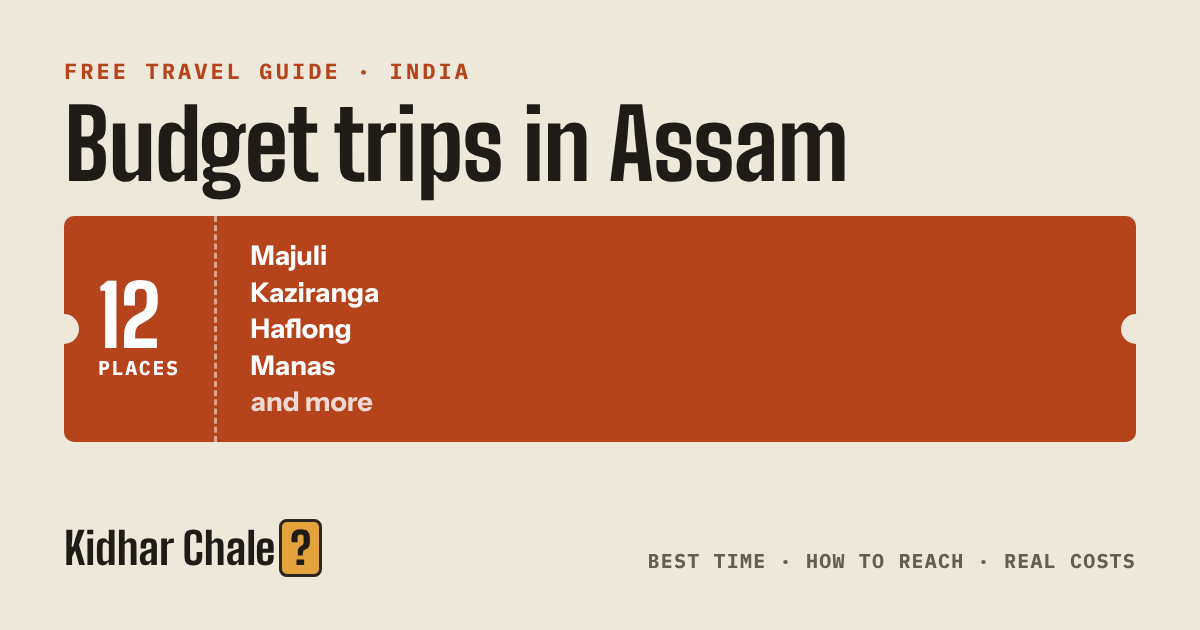 FREE TRAVEL GUIDE · INDIA
Budget trips in Assam
12
PLACES
Majuli
Kaziranga
Haflong
Manas
and more
Kidhar Chale ?
BEST TIME · HOW TO REACH · REAL COSTS